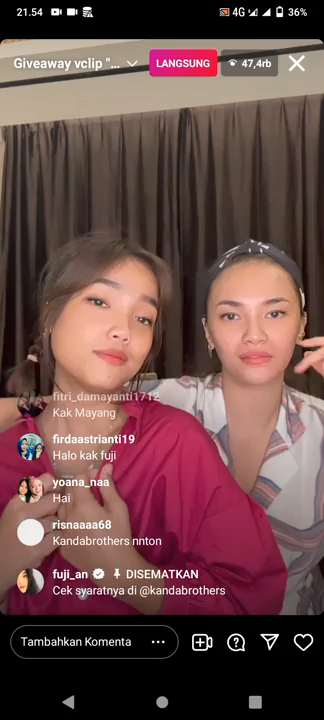 21.54
4G
36%
Giveaway vclip "...
LANGSUNG
47,4rb
fitri_damayanti1712
Kak Mayang
firdaastrianti19
Halo kak fuji
yoana_naa
Hai
risnaaaa68
Kandabrothers nnton
fuji_an DISEMATKAN
Cek syaratnya di @kandabrothers
Tambahkan Komenta